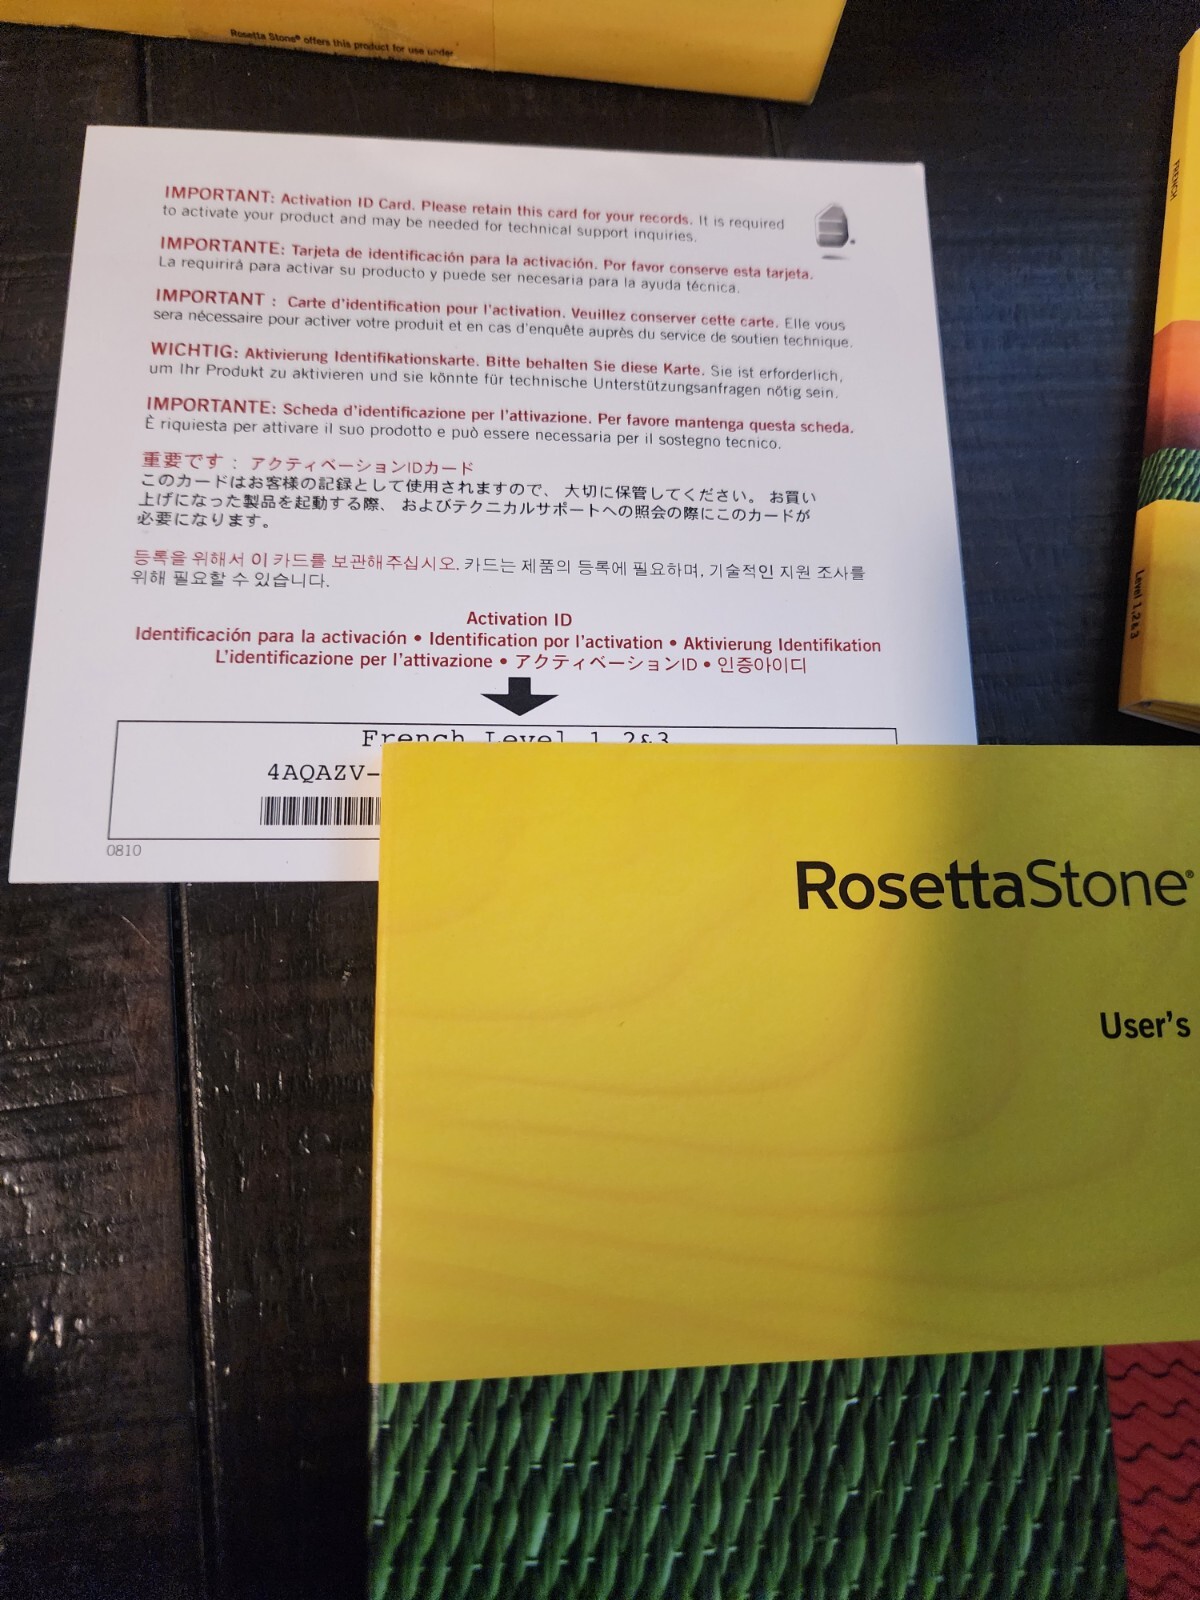 Rosetta Stone® offers this product for use under
IMPORTANT: Activation ID Card. Please retain this card for your records. It is required
to activate your product and may be needed for technical support inquiries.
IMPORTANTE: Tarjeta de identificación para la activación. Por favor conserve esta tarjeta.
La requirirá para activar su producto y puede ser necesaria para la ayuda técnica.
IMPORTANT : Carte d'identification pour l'activation. Veuillez conserver cette carte. Elle vous
sera nécessaire pour activer votre produit et en cas d'enquête auprès du service de soutien technique.
WICHTIG: Aktivierung Identifikationskarte. Bitte behalten Sie diese Karte. Sie ist erforderlich,
um Ihr Produkt zu aktivieren und sie könnte für technische Unterstützungsanfragen nötig sein.
IMPORTANTE: Scheda d'identificazione per l'attivazione. Per favore mantenga questa scheda.
È riquiesta per attivare il suo prodotto e può essere necessaria per il sostegno tecnico.
重要です： アクティベーションIDカード
このカードはお客様の記録として使用されますので、 大切に保管してください。 お買い
上げになった製品を起動する際、 およびテクニカルサポートへの照会の際にこのカードが
必要になります。
등록을 위해서 이 카드를 보관해주십시오. 카드는 제품의 등록에 필요하며, 기술적인 지원 조사를
위해 필요할 수 있습니다.
Activation ID
Identificación para la activación • Identification por l'activation • Aktivierung Identifikation
L'identificazione per l'attivazione • アクティベーションID • 인증아이디
French Level 1,2&3
4AQAZV-
0810
RosettaStone®
User's
FRENCH
Level 1,2&3